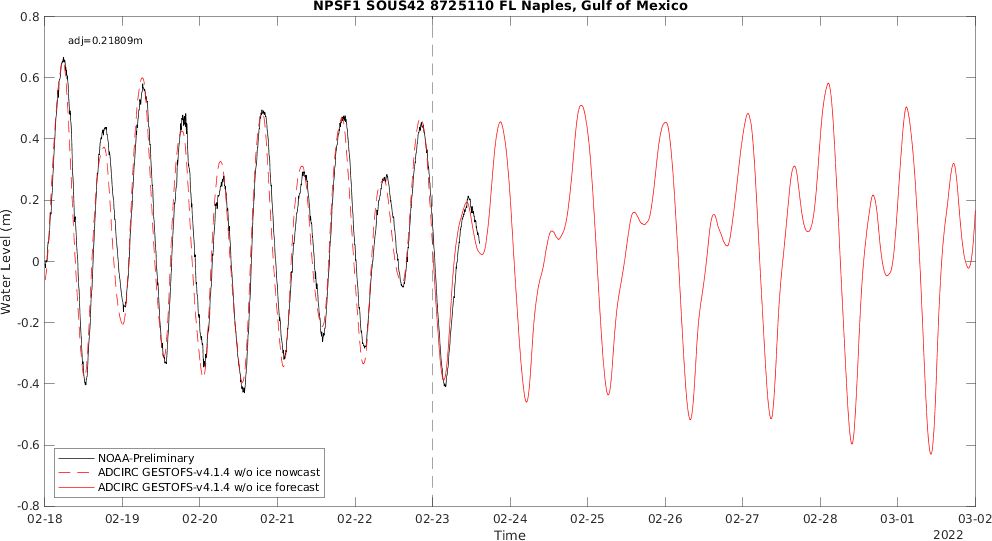 NPSF1 SOUS42 8725110 FL Naples, Gulf of Mexico
adj=0.21809m
0.8
0.6
0.4
0.2
0
-0.2
-0.4
-0.6
-0.8
Water Level (m)
NOAA-Preliminary
ADCIRC GESTOFS-v4.1.4 w/o ice nowcast
ADCIRC GESTOFS-v4.1.4 w/o ice forecast
02-18 02-19 02-20 02-21 02-22 02-23 02-24 02-25 02-26 02-27 02-28 03-01 03-02
Time
2022